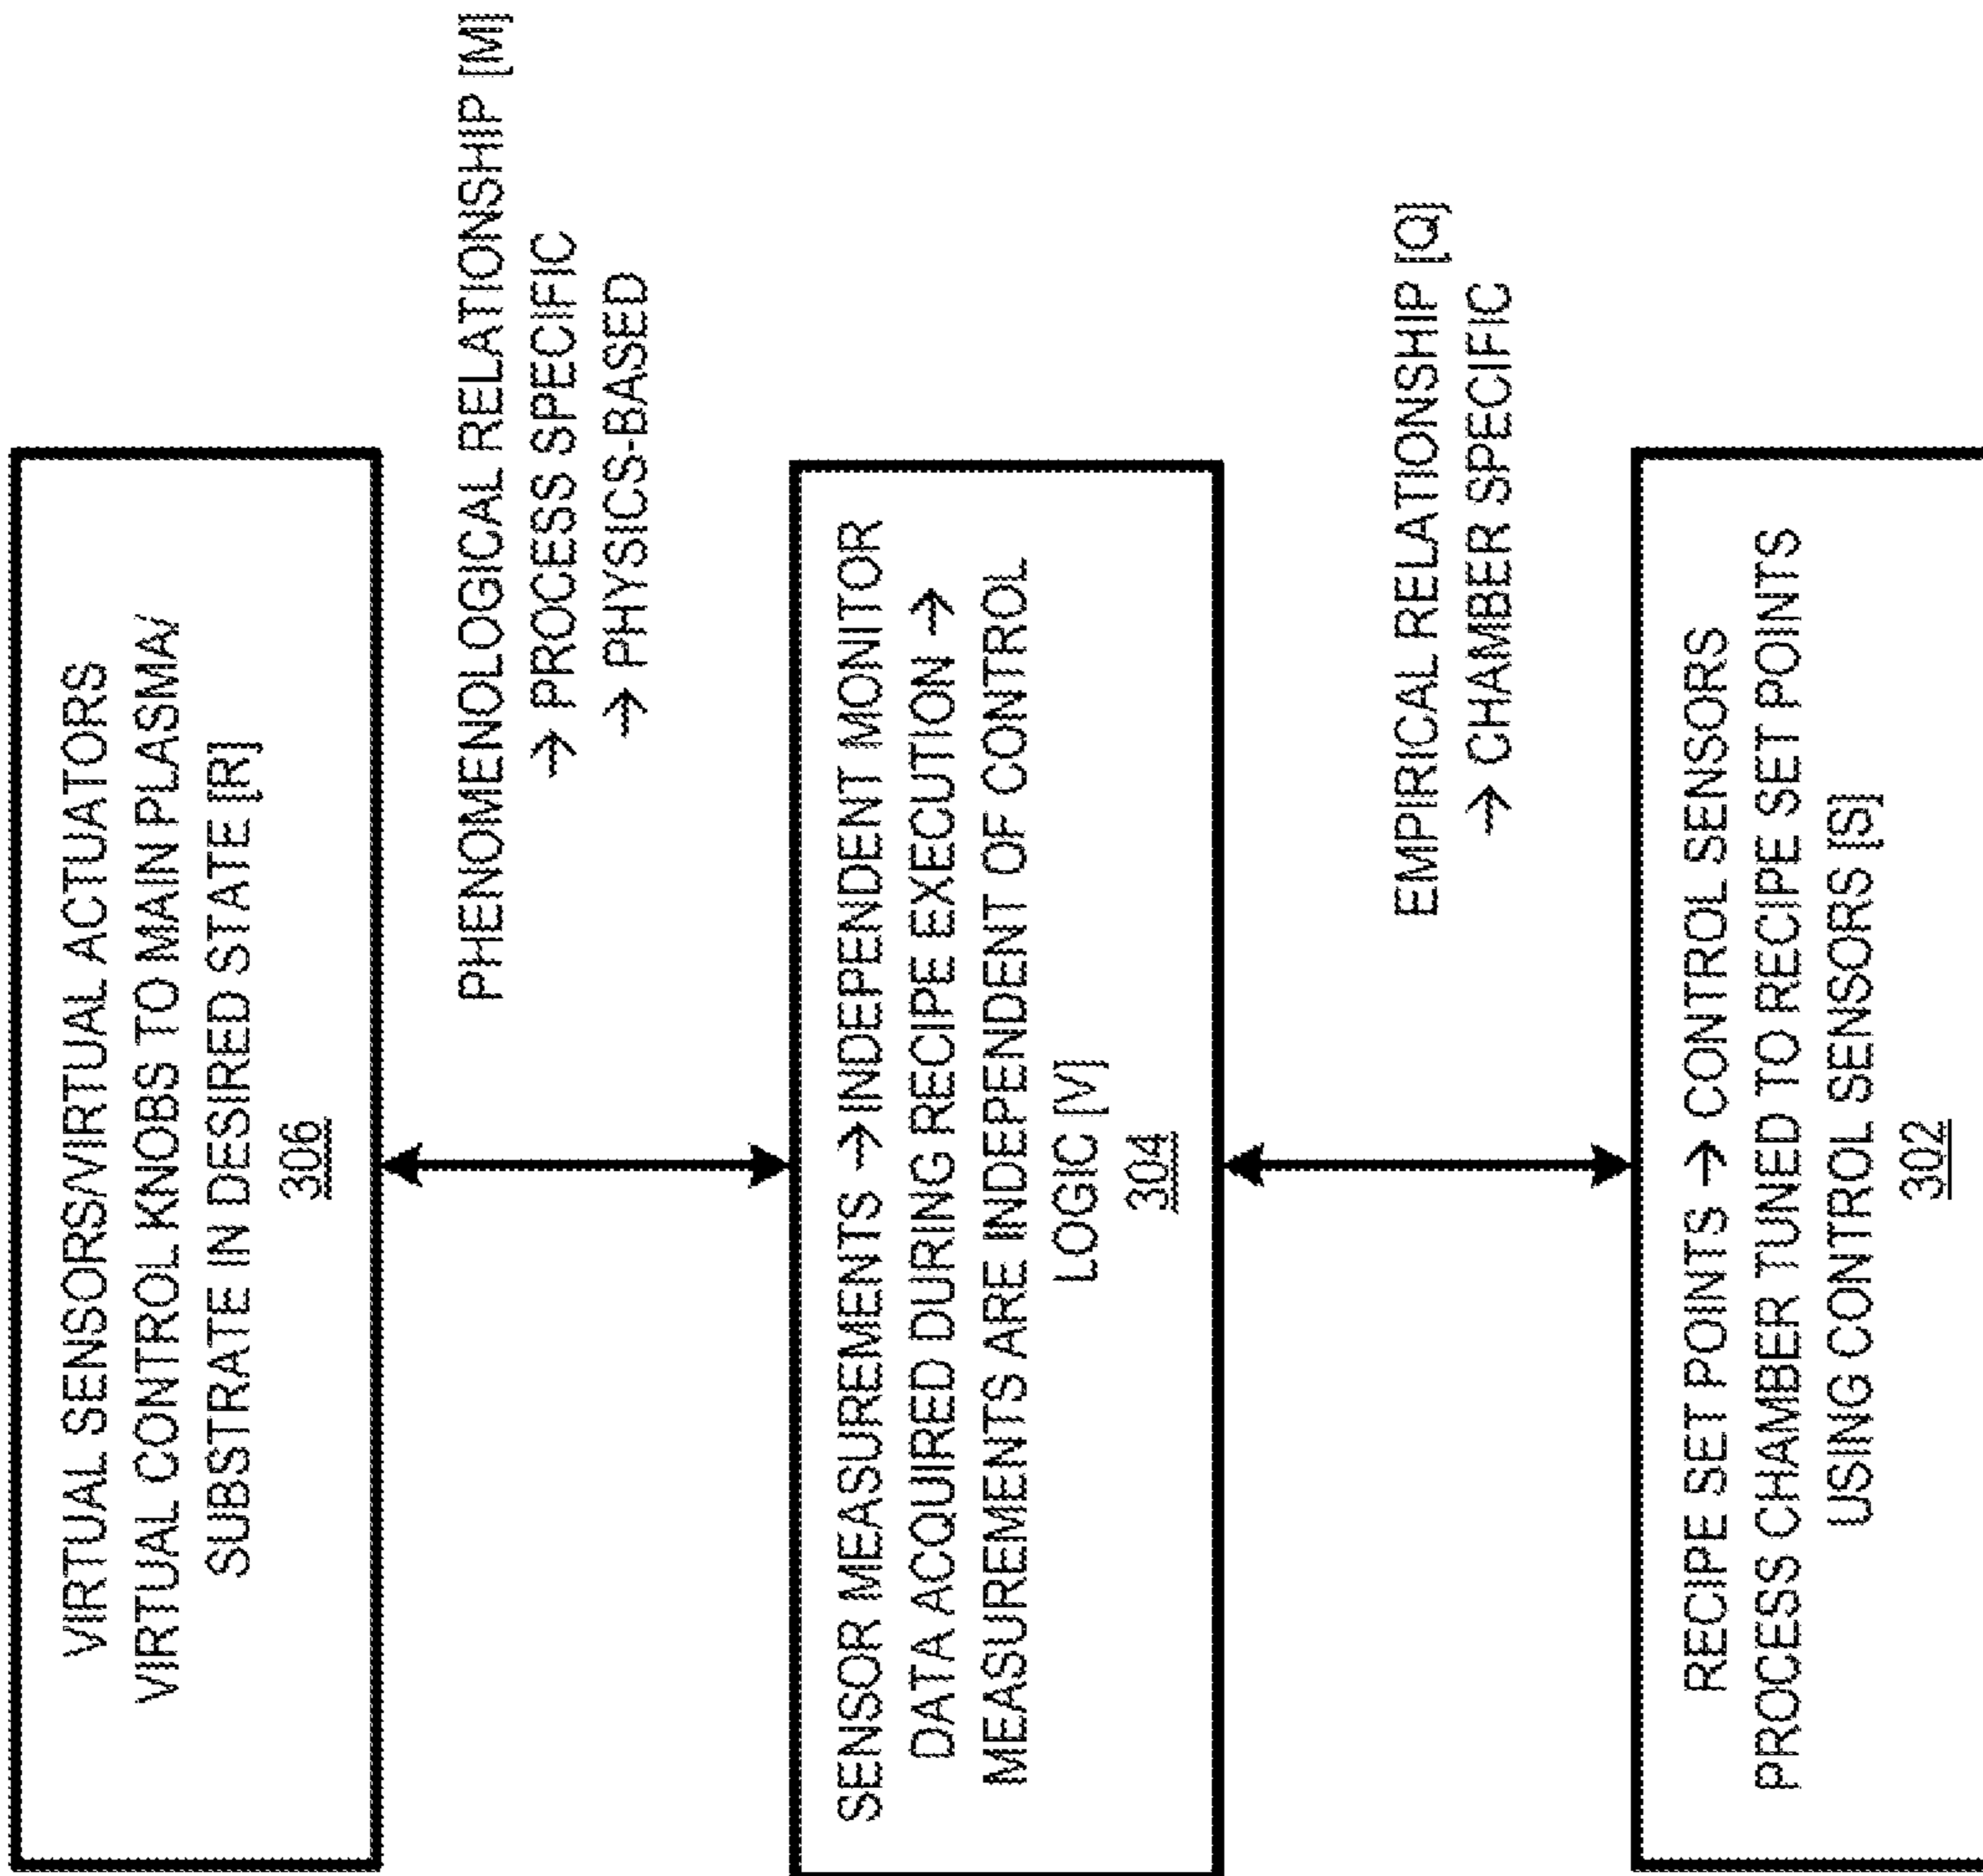 VIRTUAL SENSORS/VIRTUAL ACTUATORS
VIRTUAL CONTROL KNOBS TO MAIN PLASMA/
SUBSTRATE IN DESIRED STATE [R]
306
PHENOMENOLOGICAL RELATIONSHIP [M]
→ PROCESS SPECIFIC
→ PHYSICS-BASED
SENSOR MEASUREMENTS → INDEPENDENT MONITOR
DATA ACQUIRED DURING RECIPE EXECUTION →
MEASUREMENTS ARE INDEPENDENT OF CONTROL
LOGIC [V]
304
EMPIRICAL RELATIONSHIP [Q]
→ CHAMBER SPECIFIC
RECIPE SET POINTS → CONTROL SENSORS
PROCESS CHAMBER TUNED TO RECIPE SET POINTS
USING CONTROL SENSORS [S]
302